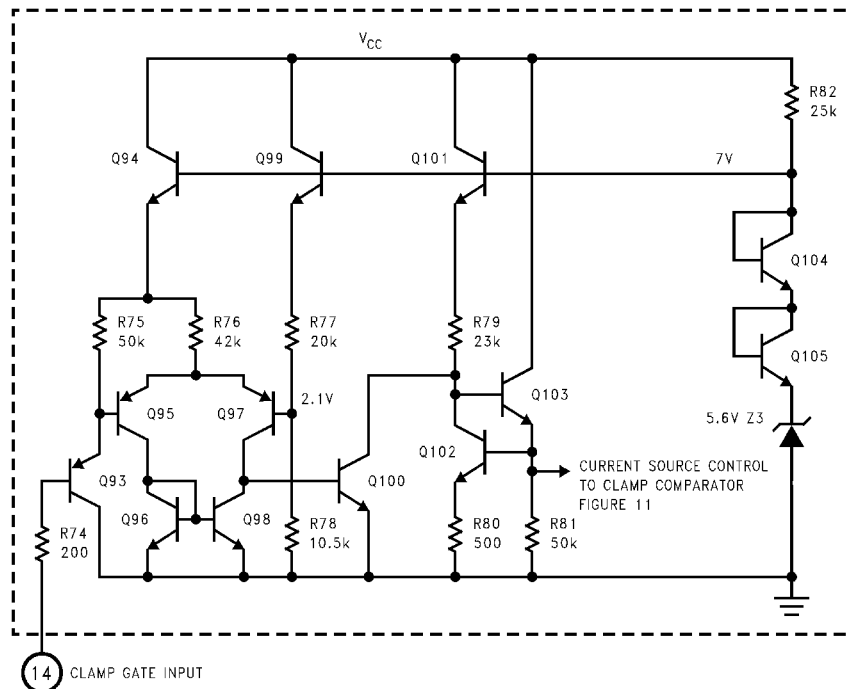 VCC
R82
25k
Q94
Q99
Q101
7V
Q104
R75
50k
R76
42k
R77
20k
R79
23k
Q105
Q95
Q97
2.1V
Q103
5.6V Z3
Q102
Q93
Q100
CURRENT SOURCE CONTROL
TO CLAMP COMPARATOR
FIGURE 11
Q96
Q98
R74
200
R78
10.5k
R80
500
R81
50k
14 CLAMP GATE INPUT